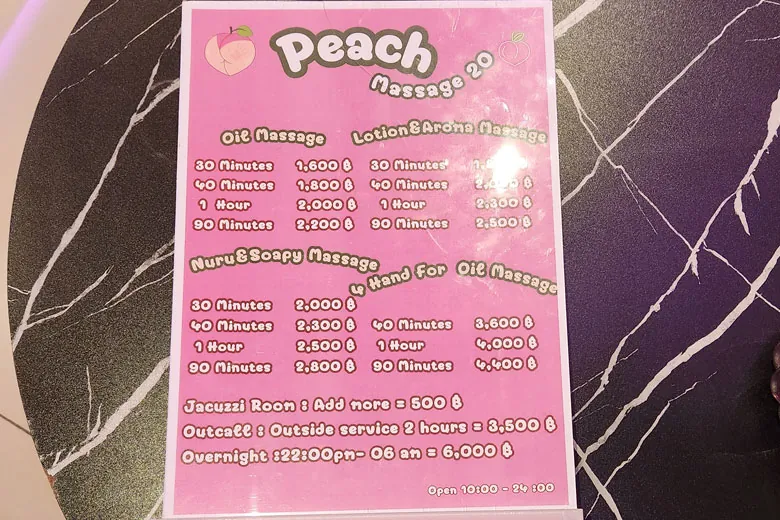 Peach
Massage 20
Oil Massage
30 Minutes 1,600 ฿
40 Minutes 1,800 ฿
1 Hour 2,000 ฿
90 Minutes 2,200 ฿
Lotion&Aroma Massage
30 Minutes
40 Minutes
1 Hour 2,300 ฿
90 Minutes 2,500 ฿
Nuru&Soapy Massage
30 Minutes 2,000 ฿
40 Minutes 2,300 ฿
1 Hour 2,500 ฿
90 Minutes 2,800 ฿
4 Hand For Oil Massage
40 Minutes 3,600 ฿
1 Hour 4,000 ฿
90 Minutes 4,400 ฿
Jacuzzi Room : Add more = 500 ฿
Outcall : Outside service 2 hours = 3,500 ฿
Overnight :22:00pm- 06 am = 6,000 ฿
Open 10:00 - 24 :00